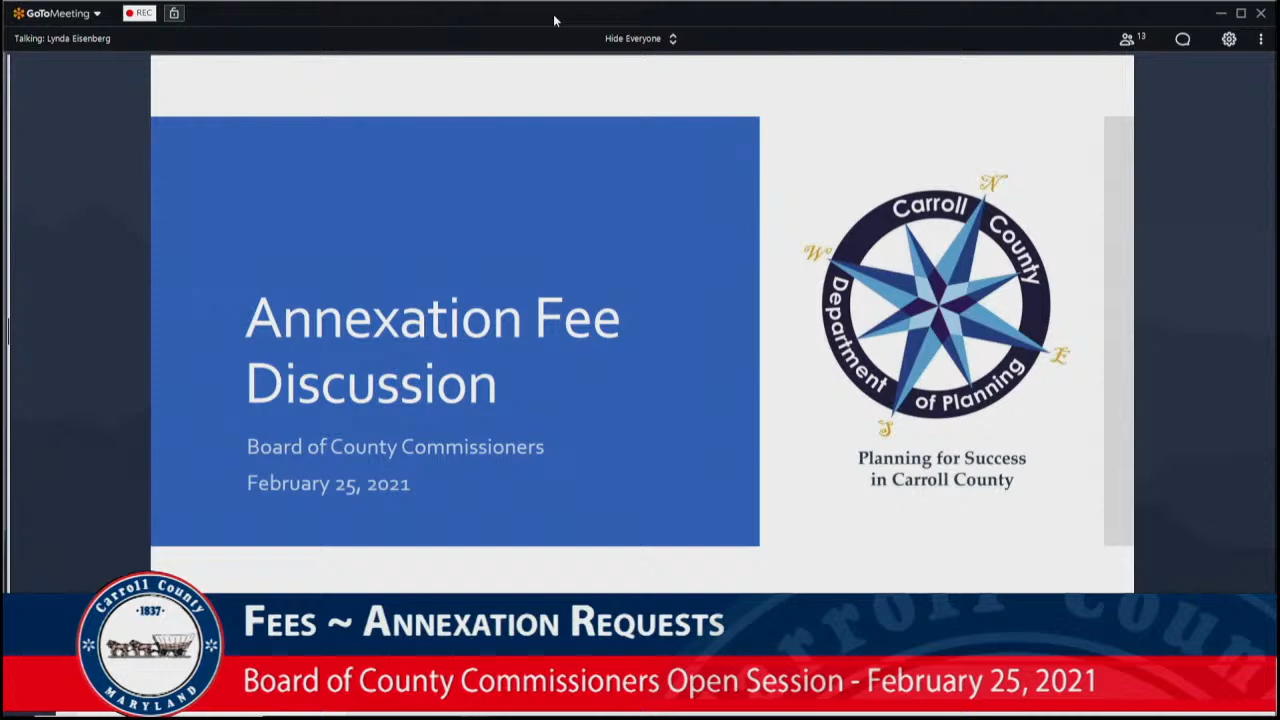 GoToMeeting
REC
Talking: Lynda Eisenberg
Hide Everyone
13
Annexation Fee
Discussion
Board of County Commissioners
February 25, 2021
N
W
E
S
Carroll County
Department of Planning
Planning for Success
in Carroll County
Carroll County
·1837·
MARYLAND
Fees ~ Annexation Requests
Board of County Commissioners Open Session - February 25, 2021